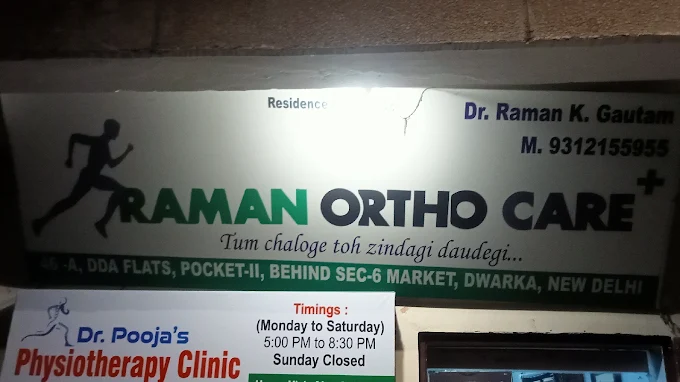 Residence
Dr. Raman K. Gautam
M. 9312155955
RAMAN ORTHO CARE
Tum chaloge toh zindagi daudegi...
-A, DDA FLATS, POCKET-II, BEHIND SEC-6 MARKET, DWARKA, NEW DELHI
Dr. Pooja's
Physiotherapy Clinic
Timings :
(Monday to Saturday)
5:00 PM to 8:30 PM
Sunday Closed